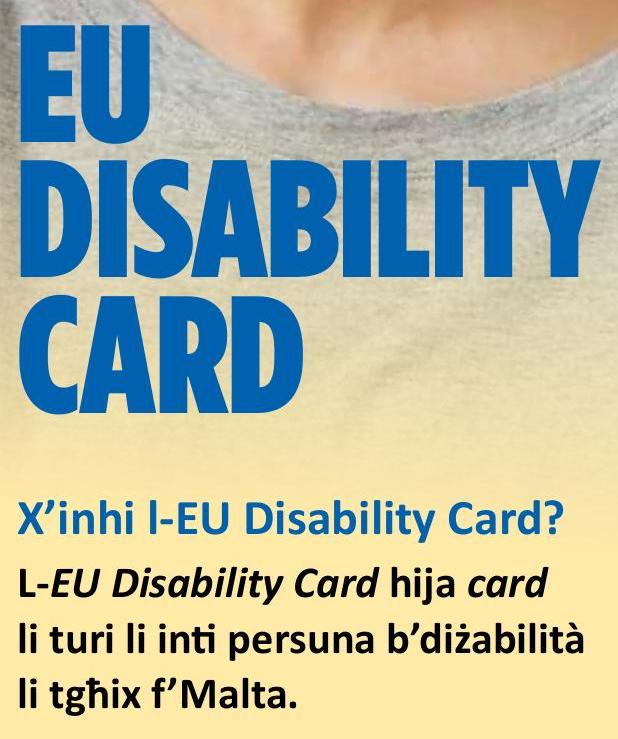 EU
DISABILITY
CARD
X’inhi l-EU Disability Card?
L-EU Disability Card hija card
li turi li inti persuna b’diżabilità
li tgħix f’Malta.